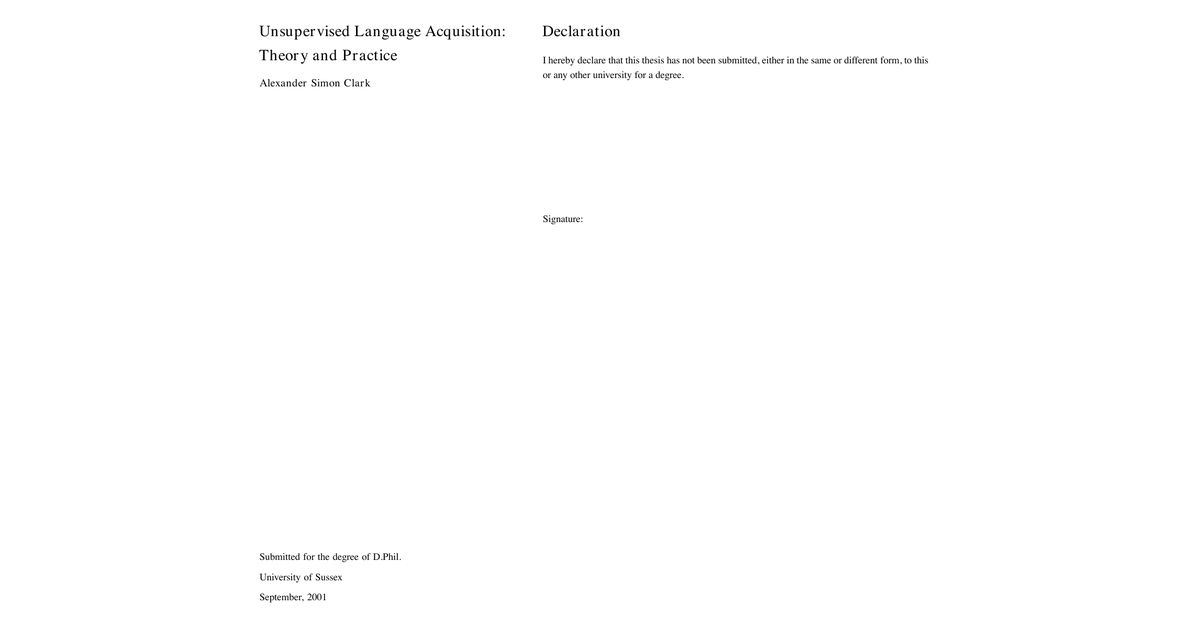 Unsupervised Language Acquisition:
Theory and Practice
Alexander Simon Clark
Submitted for the degree of D.Phil.
University of Sussex
September, 2001
Declaration
I hereby declare that this thesis has not been submitted, either in the same or different form, to this
or any other university for a degree.
Signature: